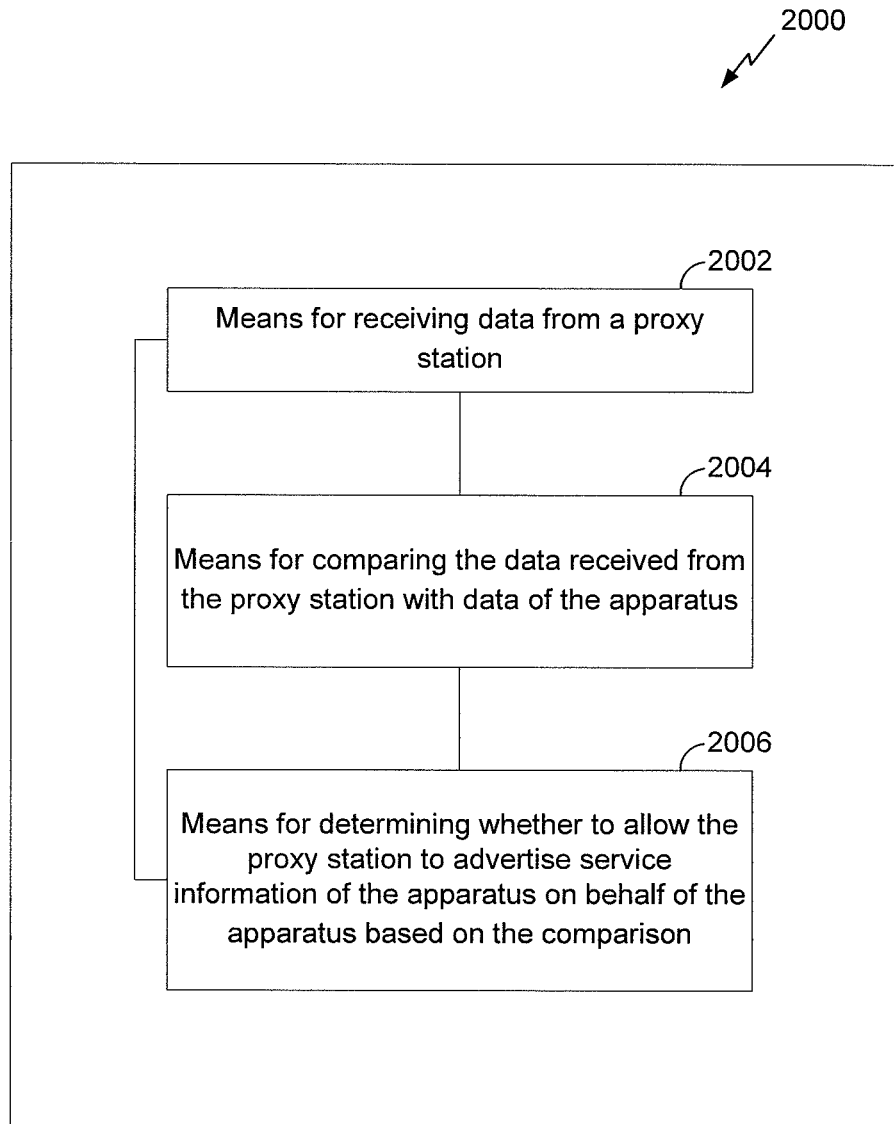 2000
2002
Means for receiving data from a proxy
station
2004
Means for comparing the data received from
the proxy station with data of the apparatus
2006
Means for determining whether to allow the
proxy station to advertise service
information of the apparatus on behalf of the
apparatus based on the comparison